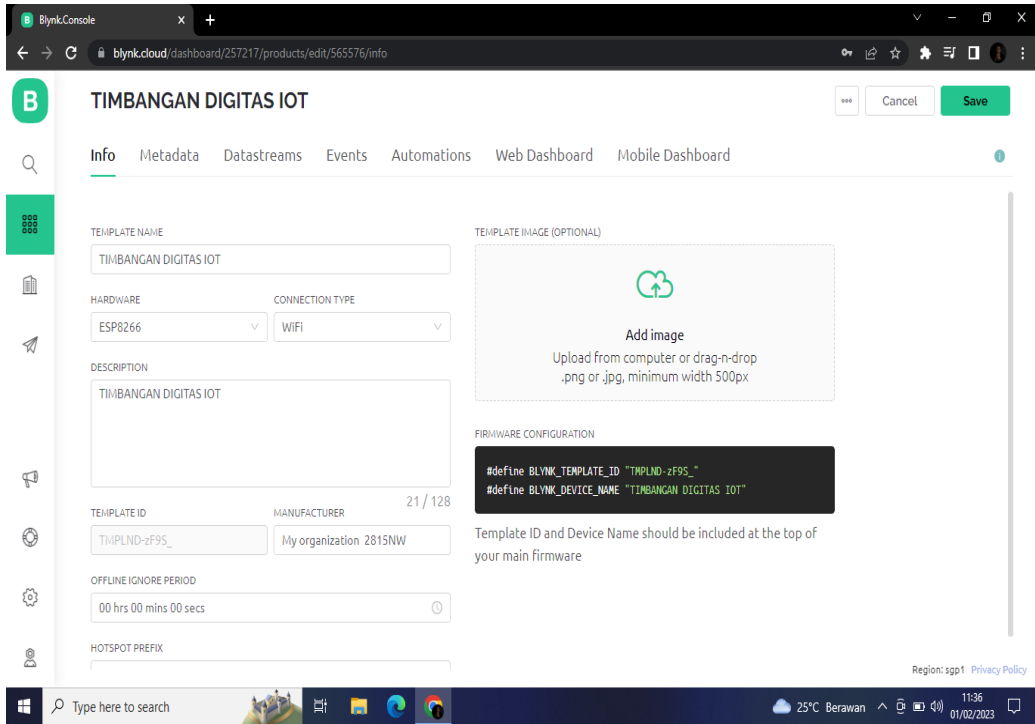 B Blynk.Console
blynk.cloud/dashboard/257217/products/edit/565576/info
B
TIMBANGAN DIGITAS IOT
Cancel
Save
Info Metadata Datastreams Events Automations Web Dashboard Mobile Dashboard
TEMPLATE NAME
TIMBANGAN DIGITAS IOT
HARDWARE
CONNECTION TYPE
ESP8266
WiFi
DESCRIPTION
TIMBANGAN DIGITAS IOT
21 / 128
TEMPLATE ID
MANUFACTURER
TMPLND-zF9S_
My organization 2815NW
OFFLINE IGNORE PERIOD
00 hrs 00 mins 00 secs
HOTSPOT PREFIX
TEMPLATE IMAGE (OPTIONAL)
Add image
Upload from computer or drag-n-drop
.png or .jpg, minimum width 500px
FIRMWARE CONFIGURATION
#define BLYNK_TEMPLATE_ID "TMPLND-zF9S_"
#define BLYNK_DEVICE_NAME "TIMBANGAN DIGITAS IOT"
Template ID and Device Name should be included at the top of
your main firmware
Region: sgp1 Privacy Policy
Type here to search
25°C Berawan
11:36
01/02/2023